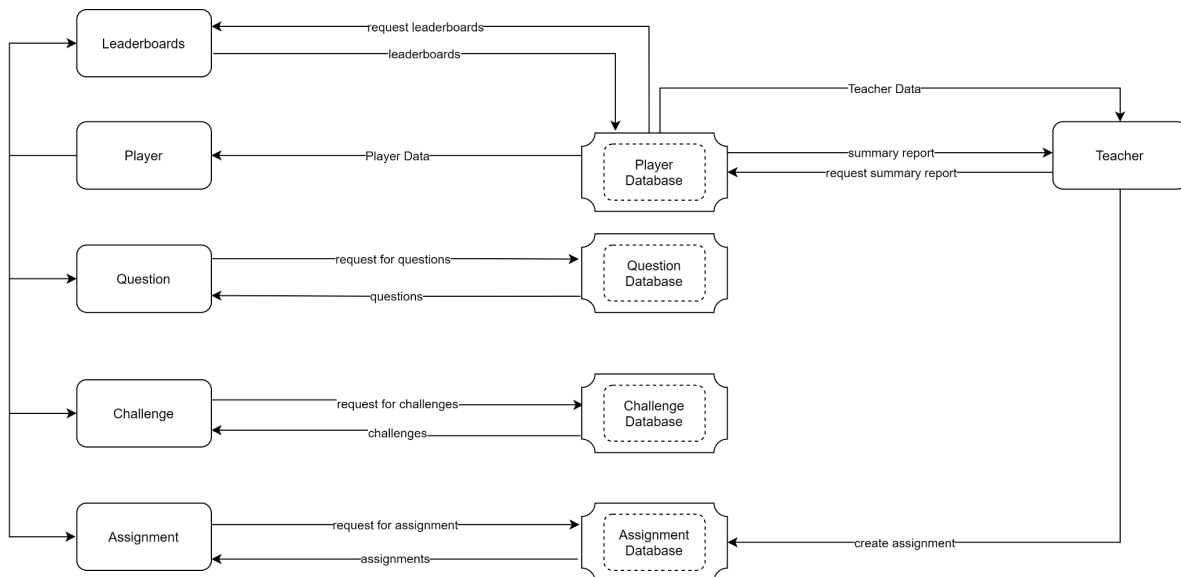 request leaderboards
Leaderboards
leaderboards
Teacher Data
Player
Player Data
Player
Database
summary report
request summary report
Teacher
request for questions
Question
Question
Database
questions
request for challenges
Challenge
Challenge
Database
challenges
request for assignment
Assignment
Assignment
Database
create assignment
assignments